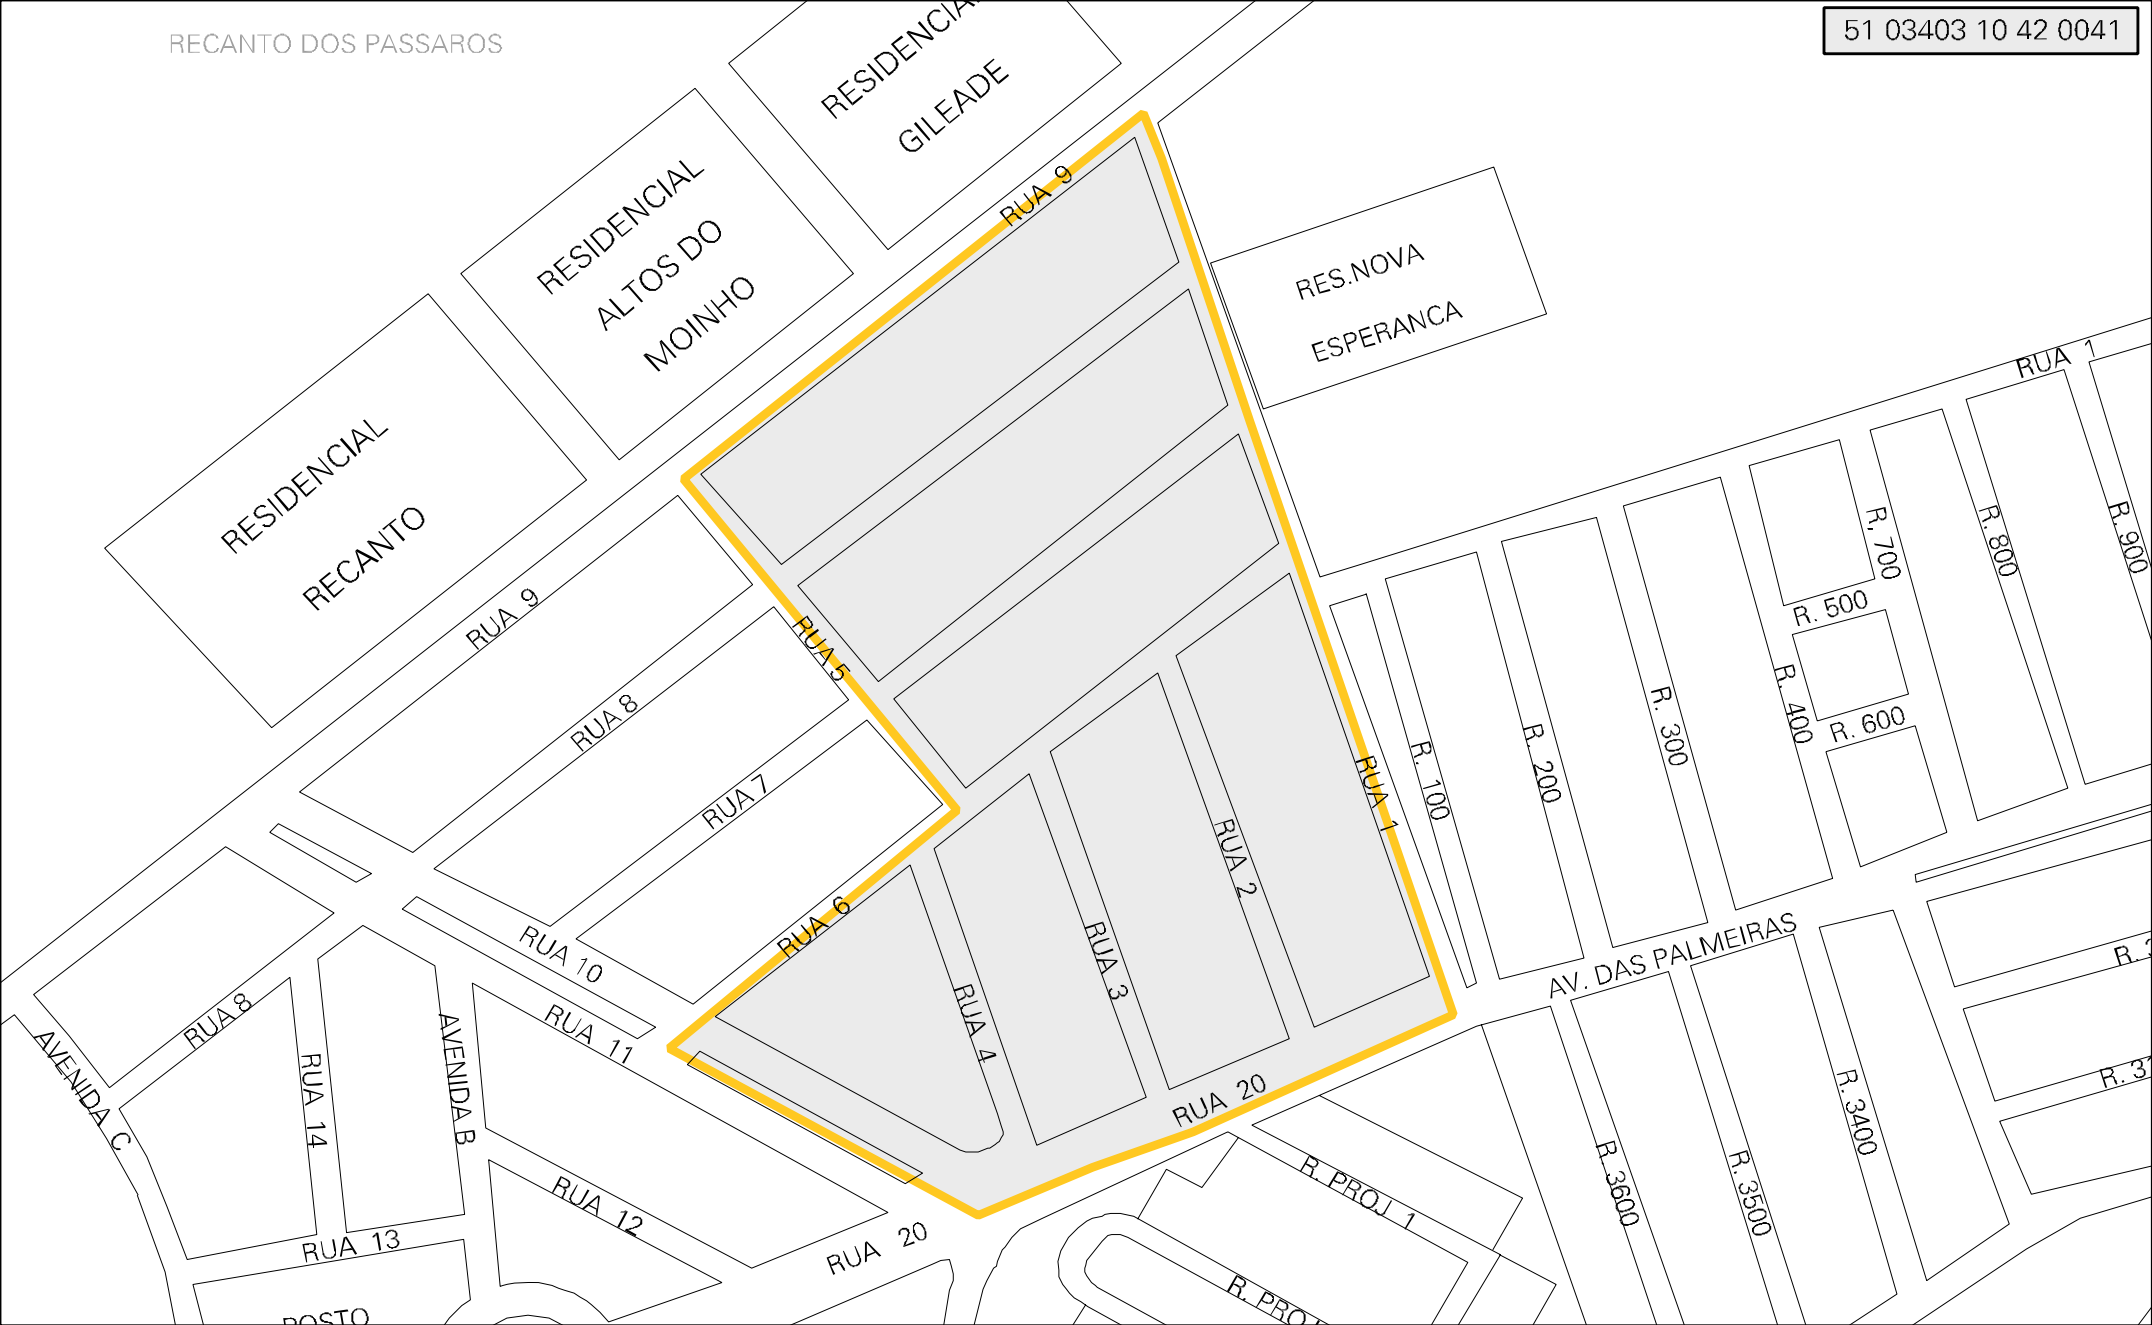 RECANTO DOS PASSAROS
51 03403 10 42 0041
RESIDENCIAL
GILEADE
RESIDENCIAL
ALTOS DO
MOINHO
RESIDENCIAL
RECANTO
RES.NOVA
ESPERANCA
RUA 9
RUA 9
RUA 1
RUA 5
RUA 8
RUA 7
RUA 6
RUA 10
RUA 11
RUA 8
AVENIDA C
RUA 14
AVENIDA B
RUA 12
RUA 13
POSTO
RUA 20
RUA 20
RUA 4
RUA 3
RUA 2
RUA 1
R. 100
R. 200
R. 300
R. 400
R. 500
R. 600
R, 700
R. 800
R. 900
AV. DAS PALMEIRAS
R. 3
R. 31
R. 3400
R. 3500
R. 3600
R. PROJ 1
R. PROJ